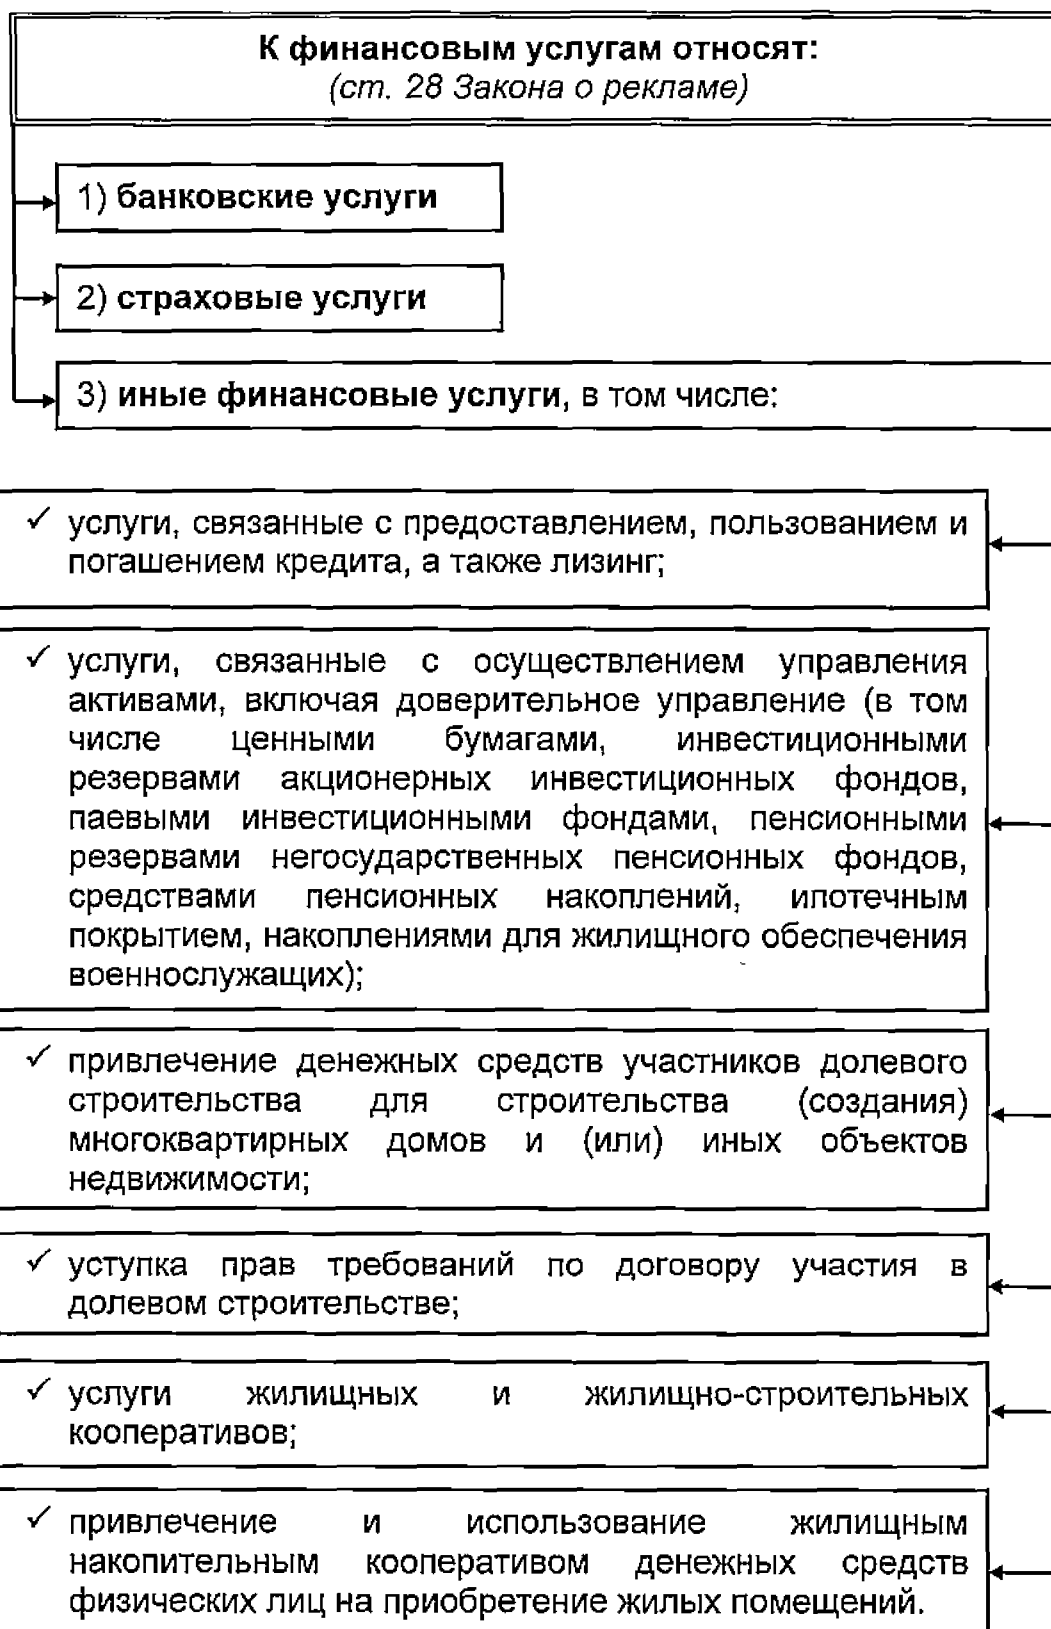 К финансовым услугам относят:
(ст. 28 Закона о рекламе)
1) банковские услуги
2) страховые услуги
3) иные финансовые услуги, в том числе:
✓ услуги, связанные с предоставлением, пользованием и
погашением кредита, а также лизинг;
✓ услуги, связанные с осуществлением управления
активами, включая доверительное управление (в том
числе ценными бумагами, инвестиционными
резервами акционерных инвестиционных фондов,
паевыми инвестиционными фондами, пенсионными
резервами негосударственных пенсионных фондов,
средствами пенсионных накоплений, ипотечным
покрытием, накоплениями для жилищного обеспечения
военнослужащих);
✓ привлечение денежных средств участников долевого
строительства для строительства (создания)
многоквартирных домов и (или) иных объектов
недвижимости;
✓ уступка прав требований по договору участия в
долевом строительстве;
✓ услуги жилищных и жилищно-строительных
кооперативов;
✓ привлечение и использование жилищным
накопительным кооперативом денежных средств
физических лиц на приобретение жилых помещений.